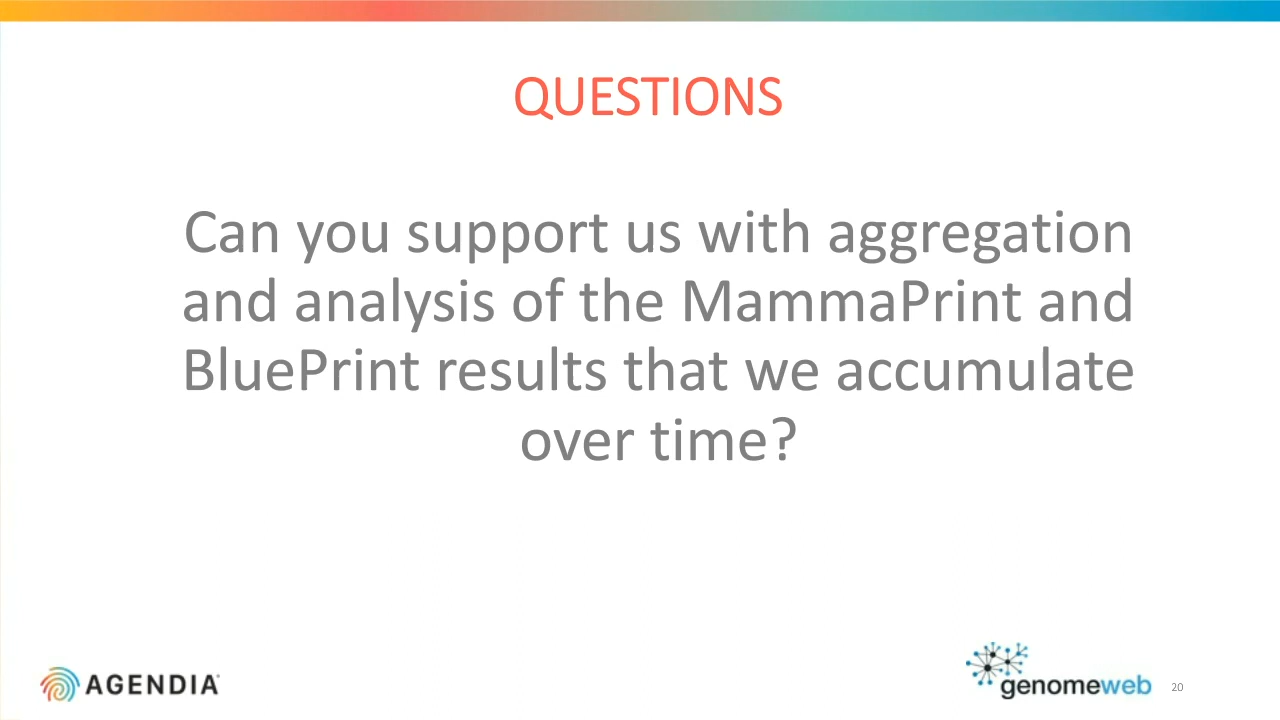 QUESTIONS
Can you support us with aggregation
and analysis of the MammaPrint and
BluePrint results that we accumulate
over time?
AGENDIA
genomeweb
20